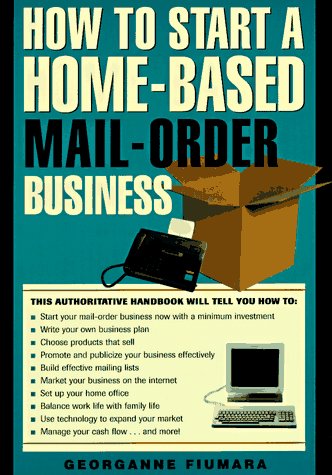 HOW TO START A
HOME-BASED
MAIL-ORDER
BUSINESS
THIS AUTHORITATIVE HANDBOOK WILL TELL YOU HOW TO:
■ Start your mail-order business now with a minimum investment
■ Write your own business plan
■ Choose products that sell
■ Promote and publicize your business effectively
■ Build effective mailing lists
■ Market your business on the internet
■ Set up your home office
■ Balance work life with family life
■ Use technology to expand your market
■ Manage your cash flow . . . and more!
GEORGANNE FIUMARA